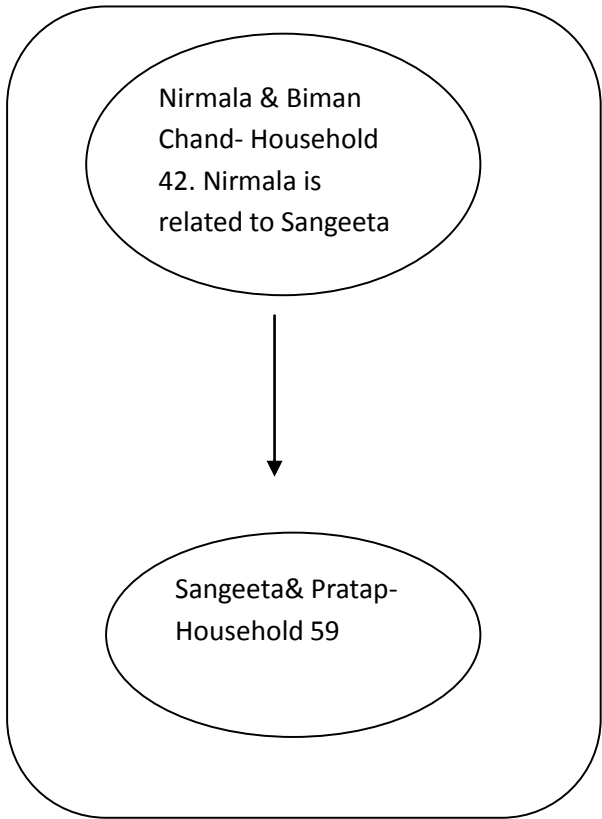 Nirmala & Biman
Chand- Household
42. Nirmala is
related to Sangeeta
Sangeeta& Pratap-
Household 59